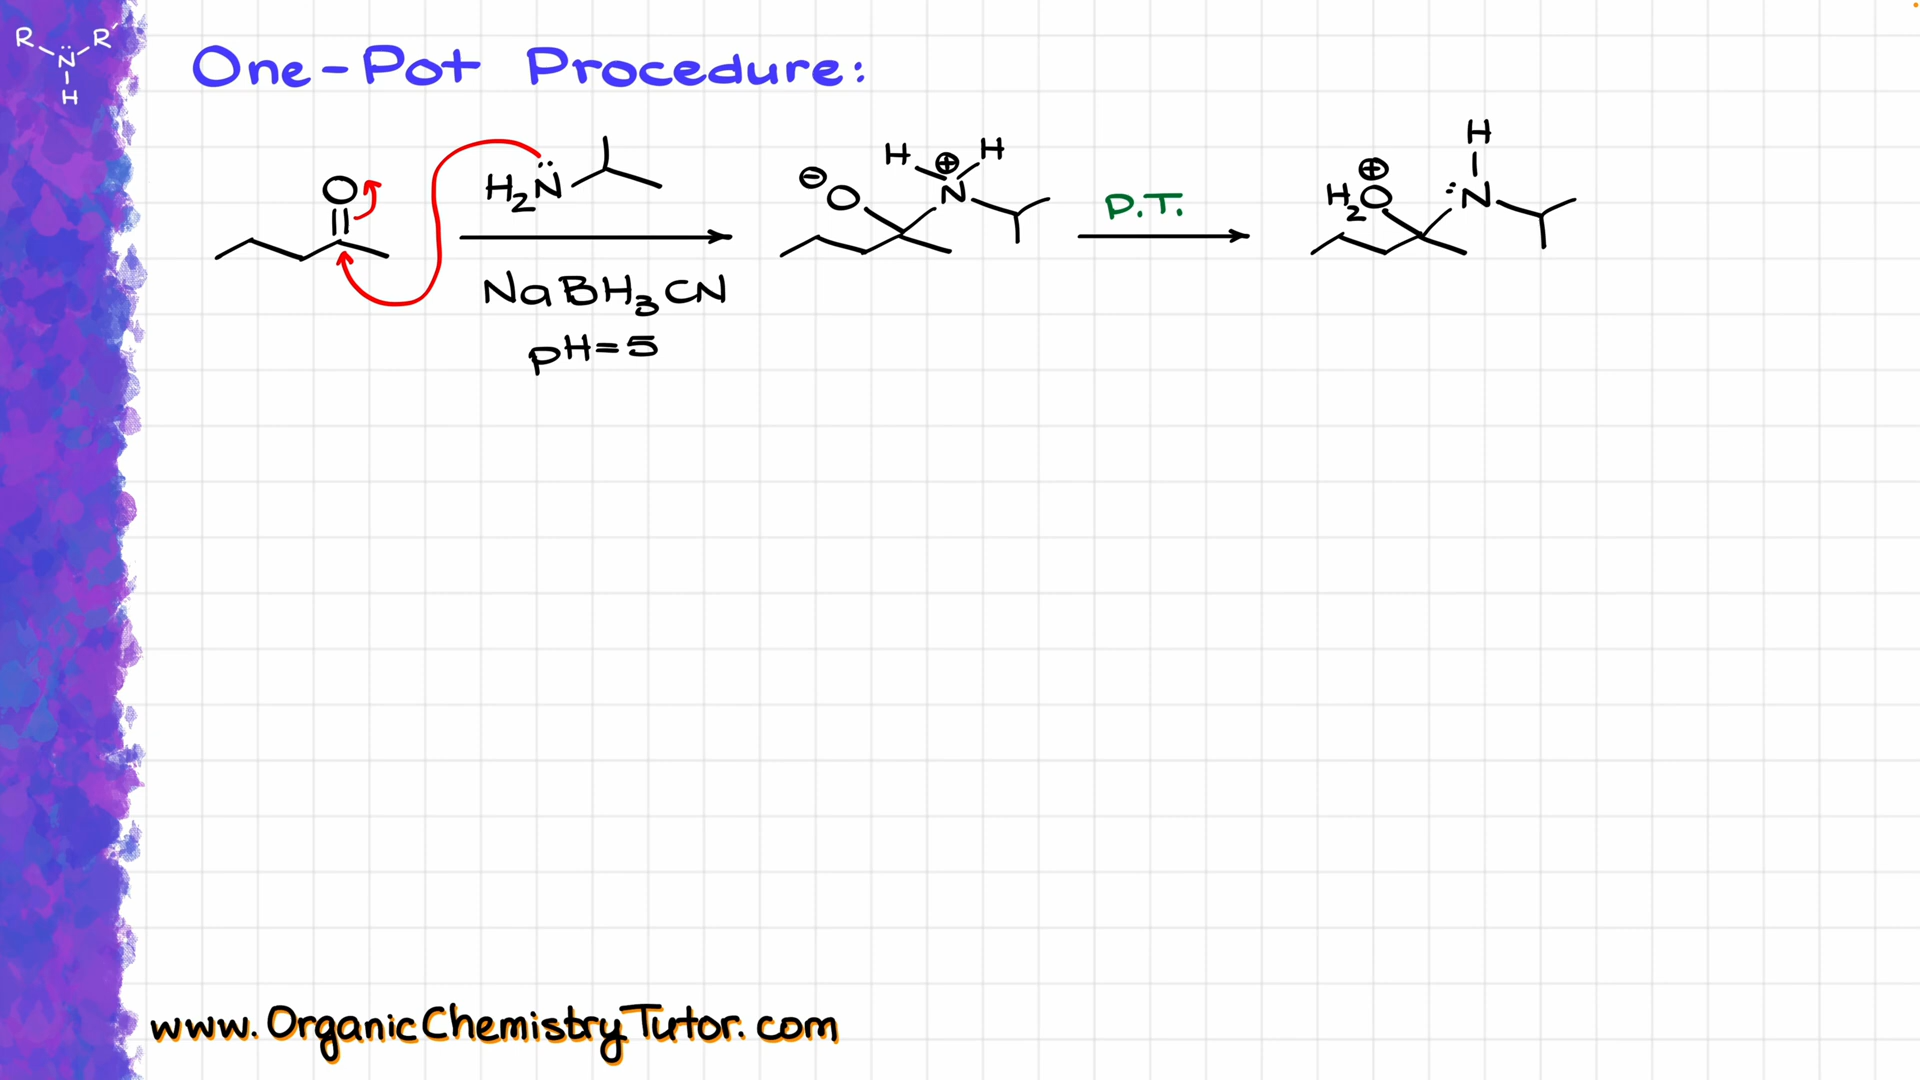 R R'
N
H
One-Pot Procedure:
O
H₂N
NaBH₃CN
pH=5
⊖O
H ⊕ H
N
P.T.
⊕
H₂O
H
:N
www.OrganicChemistryTutor.com